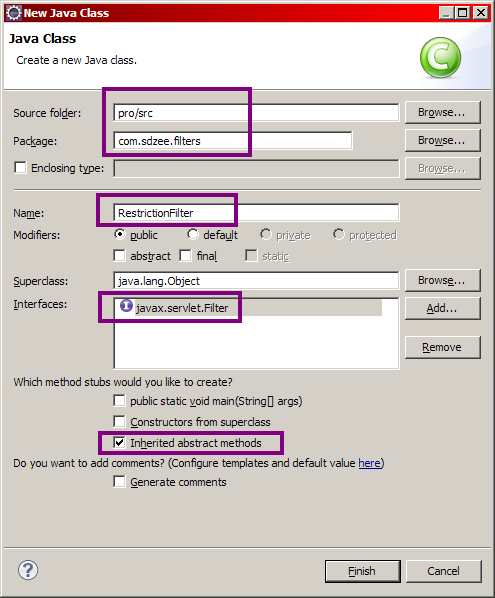 New Java Class
Java Class
Create a new Java class.
C
Source folder: pro/src Browse...
Package: com.sdzee.filters Browse...
Enclosing type: Browse...
Name: RestrictionFilter
Modifiers: public default private protected
abstract final static
Superclass: java.lang.Object Browse...
Interfaces: I javax.servlet.Filter Add...
Remove
Which method stubs would you like to create?
public static void main(String[] args)
Constructors from superclass
Inherited abstract methods
Do you want to add comments? (Configure templates and default value here)
Generate comments
? Finish Cancel